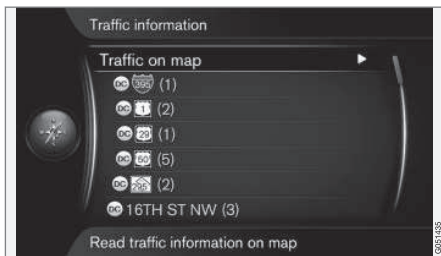 Traffic information
Traffic on map
DC 395 (1)
DC 1 (2)
DC 29 (1)
DC 50 (5)
DC 295 (2)
DC 16TH ST NW (3)
Read traffic information on map
G051435